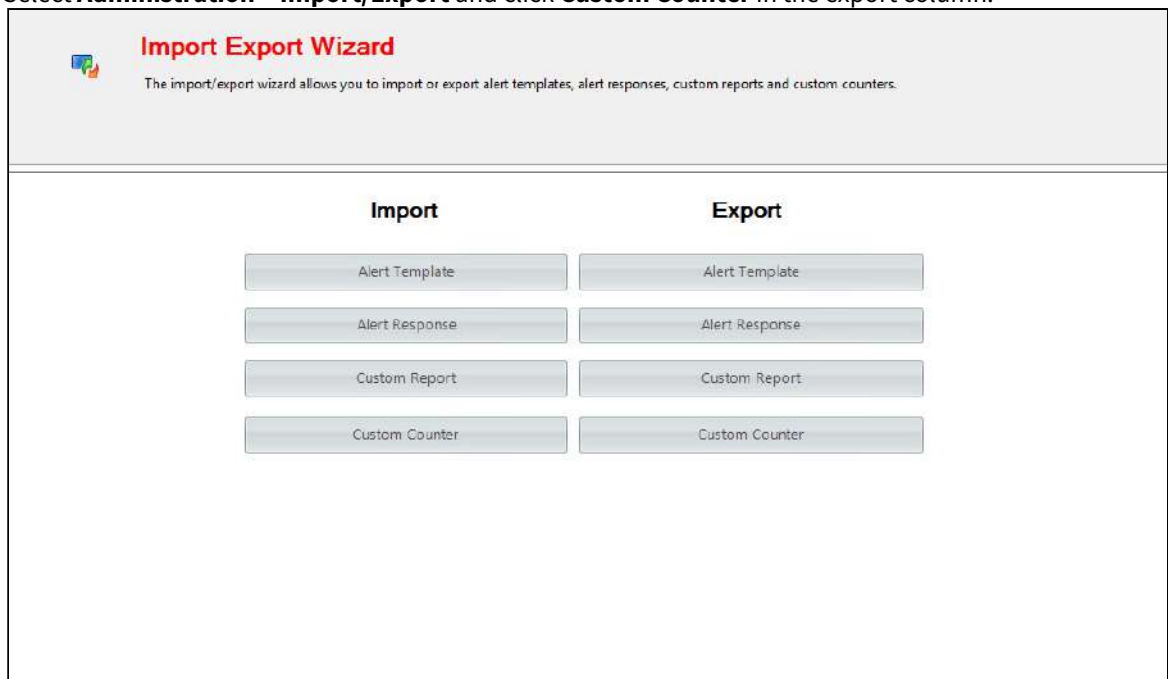 Select Administration – Import/Export and click Custom Counter in the export column.
Import Export Wizard
The import/export wizard allows you to import or export alert templates, alert responses, custom reports and custom counters.
Import Export
Alert Template Alert Template
Alert Response Alert Response
Custom Report Custom Report
Custom Counter Custom Counter